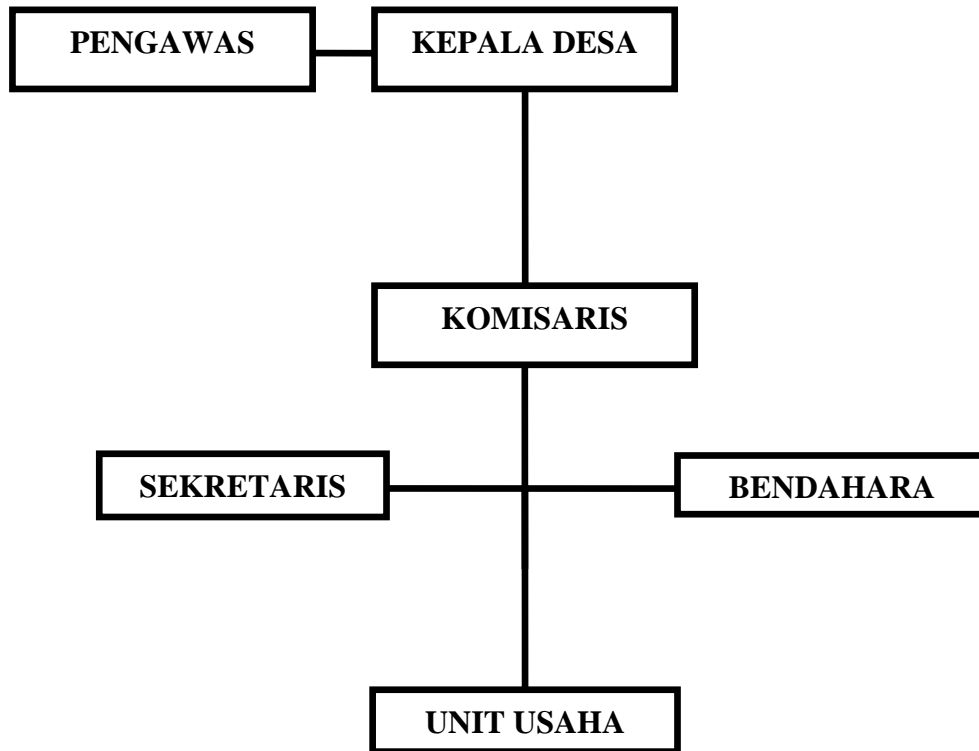 PENGAWAS
KEPALA DESA
KOMISARIS
SEKRETARIS
BENDAHARA
UNIT USAHA